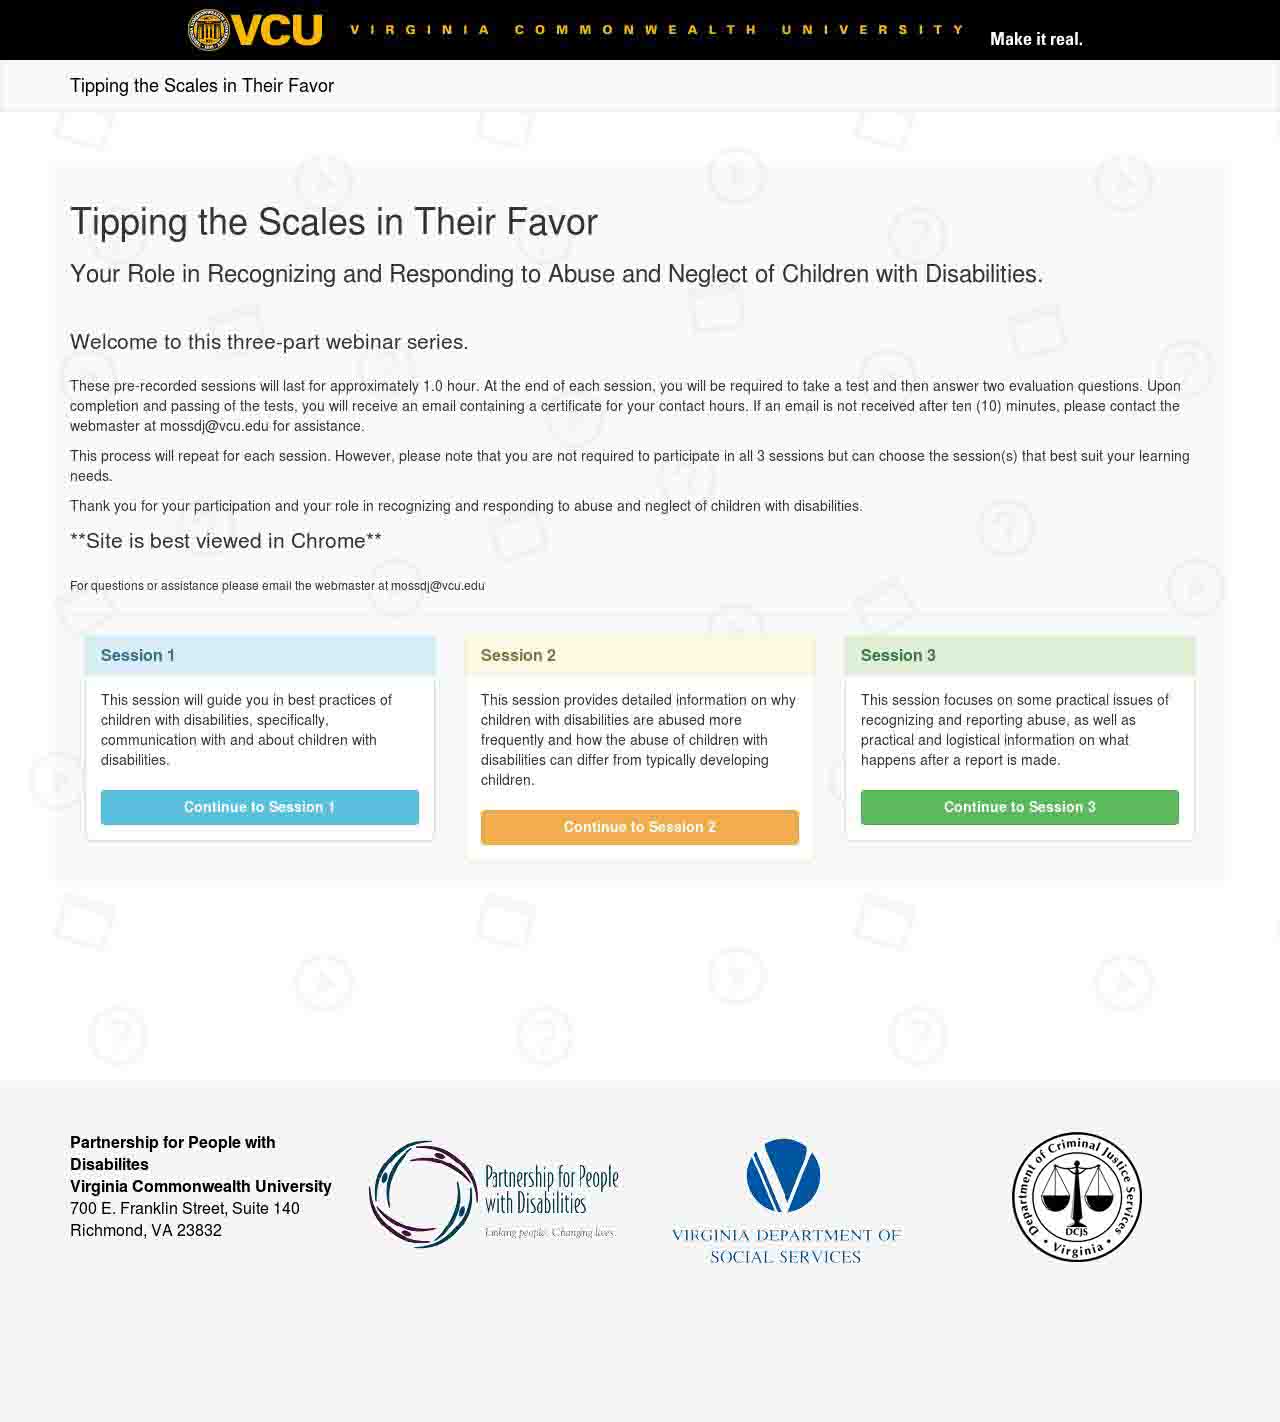 VCU VIRGINIA COMMONWEALTH UNIVERSITY Make it real.
Tipping the Scales in Their Favor
Tipping the Scales in Their Favor
Your Role in Recognizing and Responding to Abuse and Neglect of Children with Disabilities.
Welcome to this three-part webinar series.
These pre-recorded sessions will last for approximately 1.0 hour. At the end of each session, you will be required to take a test and then answer two evaluation questions. Upon
completion and passing of the tests, you will receive an email containing a certificate for your contact hours. If an email is not received after ten (10) minutes, please contact the
webmaster at mossdj@vcu.edu for assistance.
This process will repeat for each session. However, please note that you are not required to participate in all 3 sessions but can choose the session(s) that best suit your learning
needs.
Thank you for your participation and your role in recognizing and responding to abuse and neglect of children with disabilities.
**Site is best viewed in Chrome**
For questions or assistance please email the webmaster at mossdj@vcu.edu
Session 1
This session will guide you in best practices of
children with disabilities, specifically,
communication with and about children with
disabilities.
Continue to Session 1
Session 2
This session provides detailed information on why
children with disabilities are abused more
frequently and how the abuse of children with
disabilities can differ from typically developing
children.
Continue to Session 2
Session 3
This session focuses on some practical issues of
recognizing and reporting abuse, as well as
practical and logistical information on what
happens after a report is made.
Continue to Session 3
Partnership for People with
Disabilites
Virginia Commonwealth University
700 E. Franklin Street, Suite 140
Richmond, VA 23832
Partnership for People
with Disabilities
Linking people. Changing lives.
VIRGINIA DEPARTMENT OF
SOCIAL SERVICES
Department of Criminal Justice Services
DCJS
• Virginia •